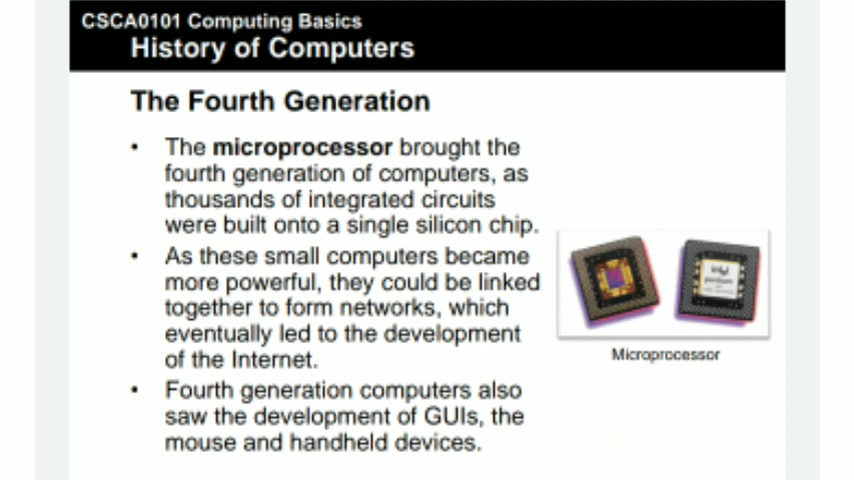 CSCA0101 Computing Basics
History of Computers
The Fourth Generation
• The microprocessor brought the
fourth generation of computers, as
thousands of integrated circuits
were built onto a single silicon chip.
• As these small computers became
more powerful, they could be linked
together to form networks, which
eventually led to the development
of the Internet.
• Fourth generation computers also
saw the development of GUIs, the
mouse and handheld devices.
intel
pentium
Microprocessor